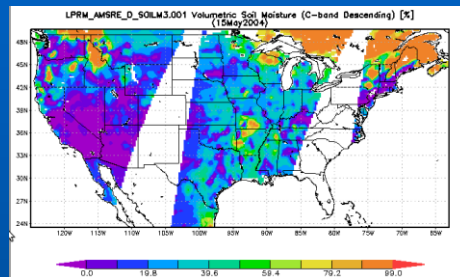 LPRM_AMSRE_D_SOILM3.001 Volumetric Soil Moisture (C-band Descending) [%]
(15May2004)
48N
45N
42N
39N
36N
33N
30N
27N
24N
120W 115W 110W 105W 100W 95W 90W 85W 80W 75W 70W
0.0 19.8 39.6 59.4 79.2 99.0